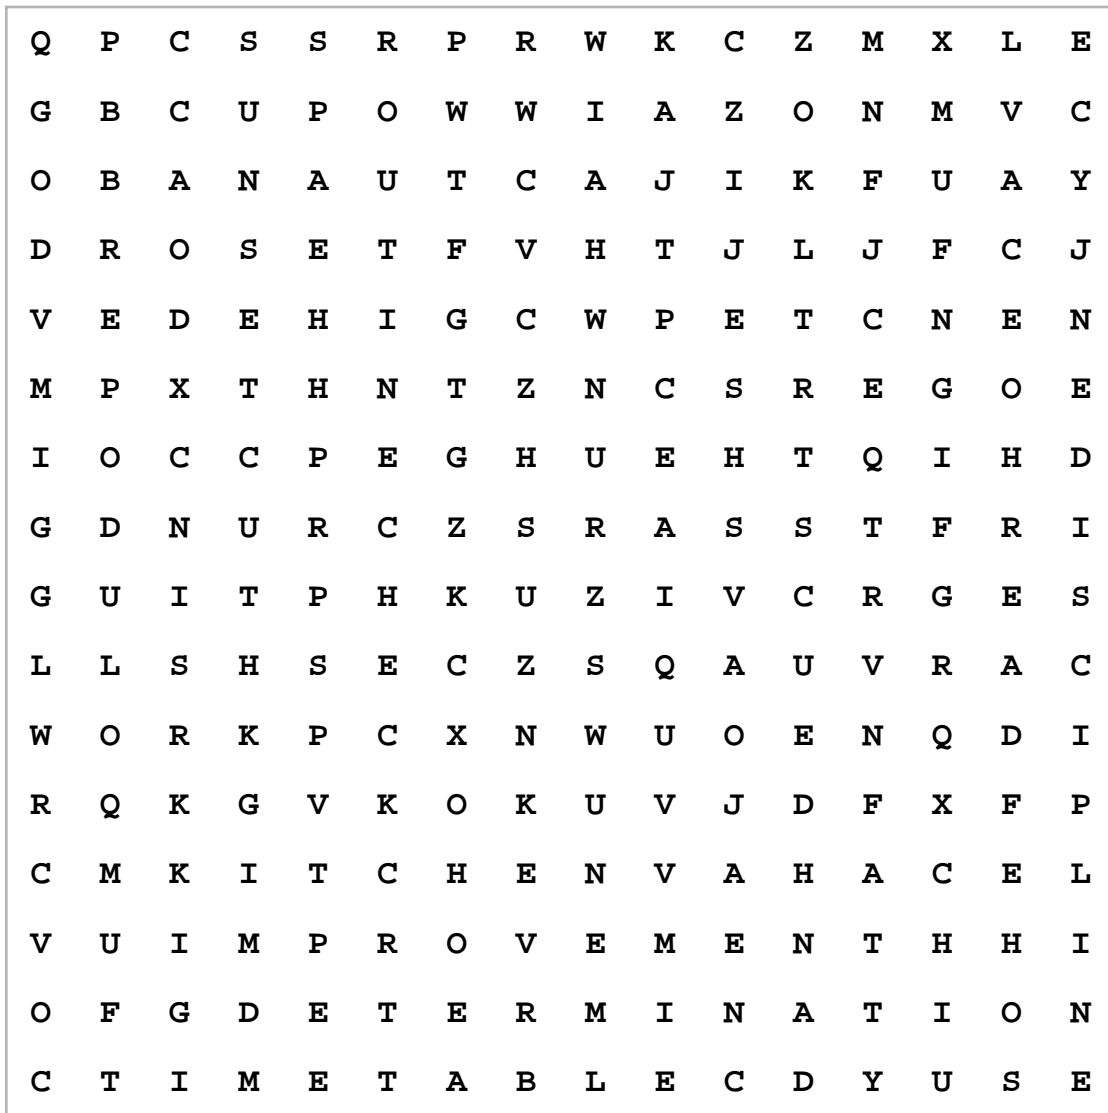 Q P C S S R P R W K C Z M X L E
G B C U P O W W I A Z O N M V C
O B A N A U T C A J I K F U A Y
D R O S E T F V H T J L J F C J
V E D E H I G C W P E T C N E N
M P X T H N T Z N C S R E G O E
I O C C P E G H U E H T Q I H D
G D N U R C Z S R A S S T F R I
G U I T P H K U Z I V C R G E S
L L S H S E C Z S Q A U V R A C
W O R K P C X N W U O E N Q D I
R Q K G V K O K U V J D F X F P
C M K I T C H E N V A H A C E L
V U I M P R O V E M E N T H H I
O F G D E T E R M I N A T I O N
C T I M E T A B L E C D Y U S E